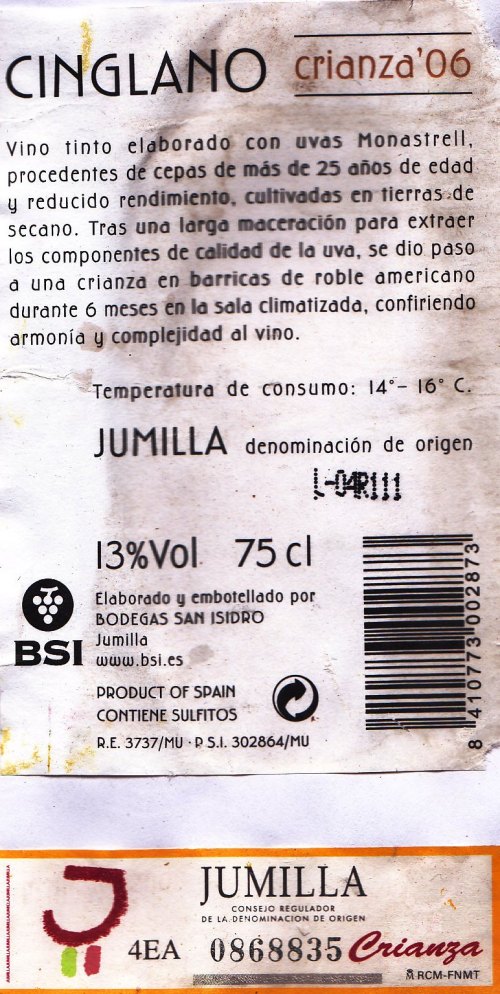 CINGLANO crianza'06
Vino tinto elaborado con uvas Monastrell,
procedentes de cepas de más de 25 años de edad
y reducido rendimiento, cultivadas en tierras de
secano. Tras una larga maceración para extraer
los componentes de calidad de la uva, se dio paso
a una crianza en barricas de roble americano
durante 6 meses en la sala climatizada, confiriendo
armonía y complejidad al vino.
Temperatura de consumo: 14°- 16° C.
JUMILLA denominación de origen
L-04R111
13%Vol 75 cl
Elaborado y embotellado por
BODEGAS SAN ISIDRO
Jumilla
www.bsi.es
BSI
PRODUCT OF SPAIN
CONTIENE SULFITOS
R.E. 3737/MU · P S.I. 302864/MU
8 410773 002873
JUMILLA
CONSEJO REGULADOR
DE LA DENOMINACION DE ORIGEN
4EA 0868835 Crianza
RCM-FNMT